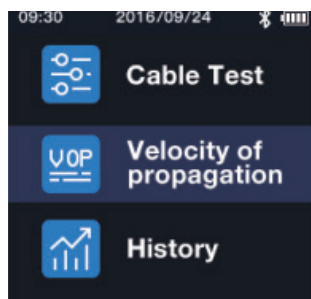 09:30 2016/09/24
Cable Test
VOP
Velocity of
propagation
History